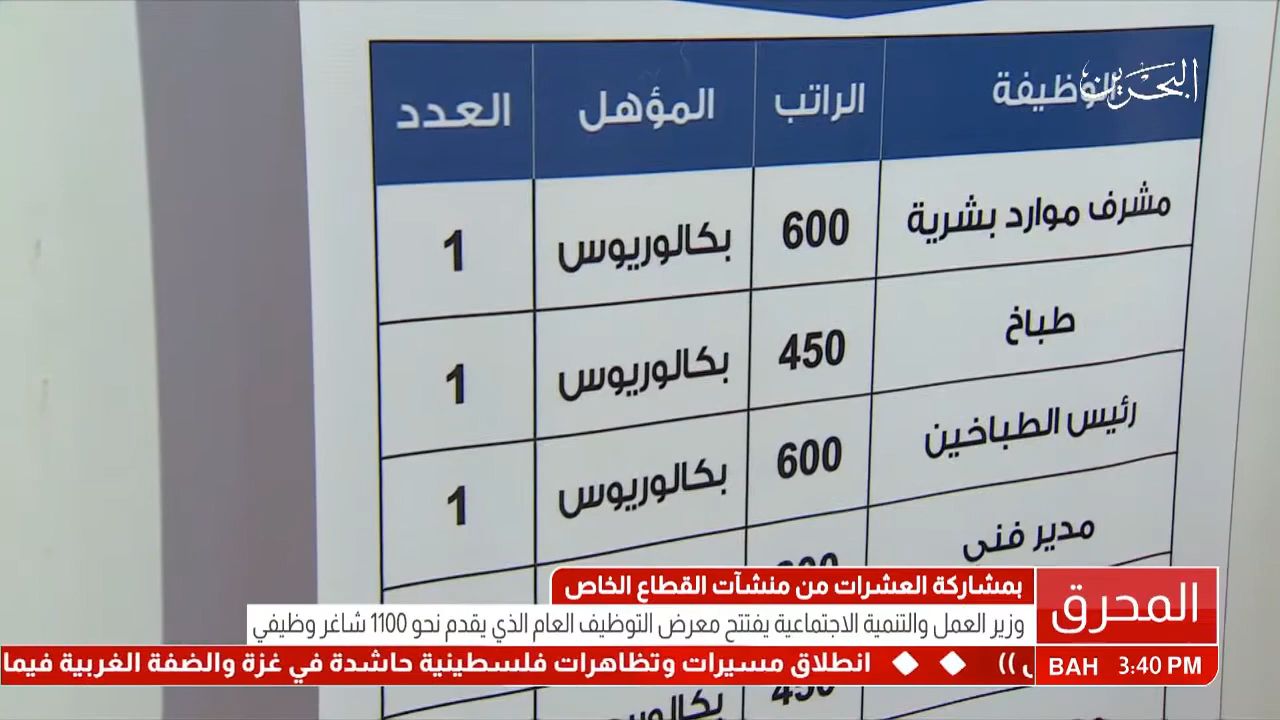 البحرين
الوظيفة الراتب المؤهل العدد
مشرف موارد بشرية 600 بكالوريوس 1
طباخ 450 بكالوريوس 1
رئيس الطباخين 600 بكالوريوس 1
مدير فني
بمشاركة العشرات من منشآت القطاع الخاص
المحرق
وزير العمل والتنمية الاجتماعية يفتتح معرض التوظيف العام الذي يقدم نحو 1100 شاغر وظيفي
انطلاق مسيرات وتظاهرات فلسطينية حاشدة في غزة والضفة الغربية فيما
BAH 3:40 PM
450 بكالوريوس